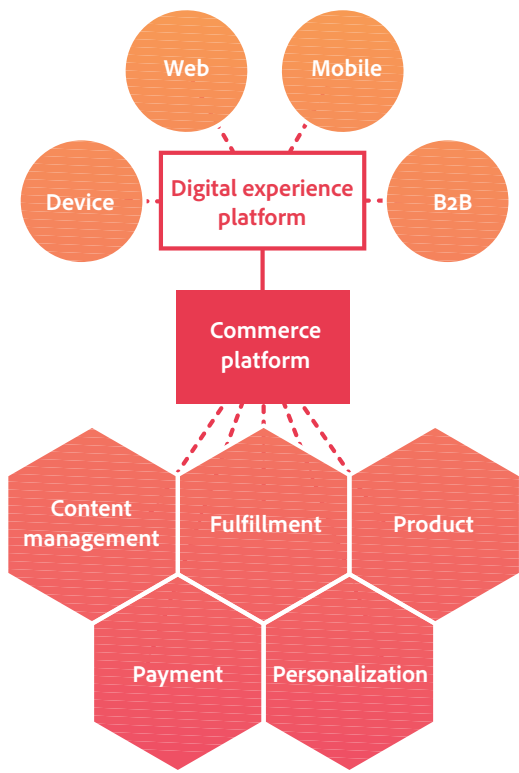 Web
Mobile
Device
Digital experience
platform
B2B
Commerce
platform
Content
management
Fulfillment
Product
Payment
Personalization